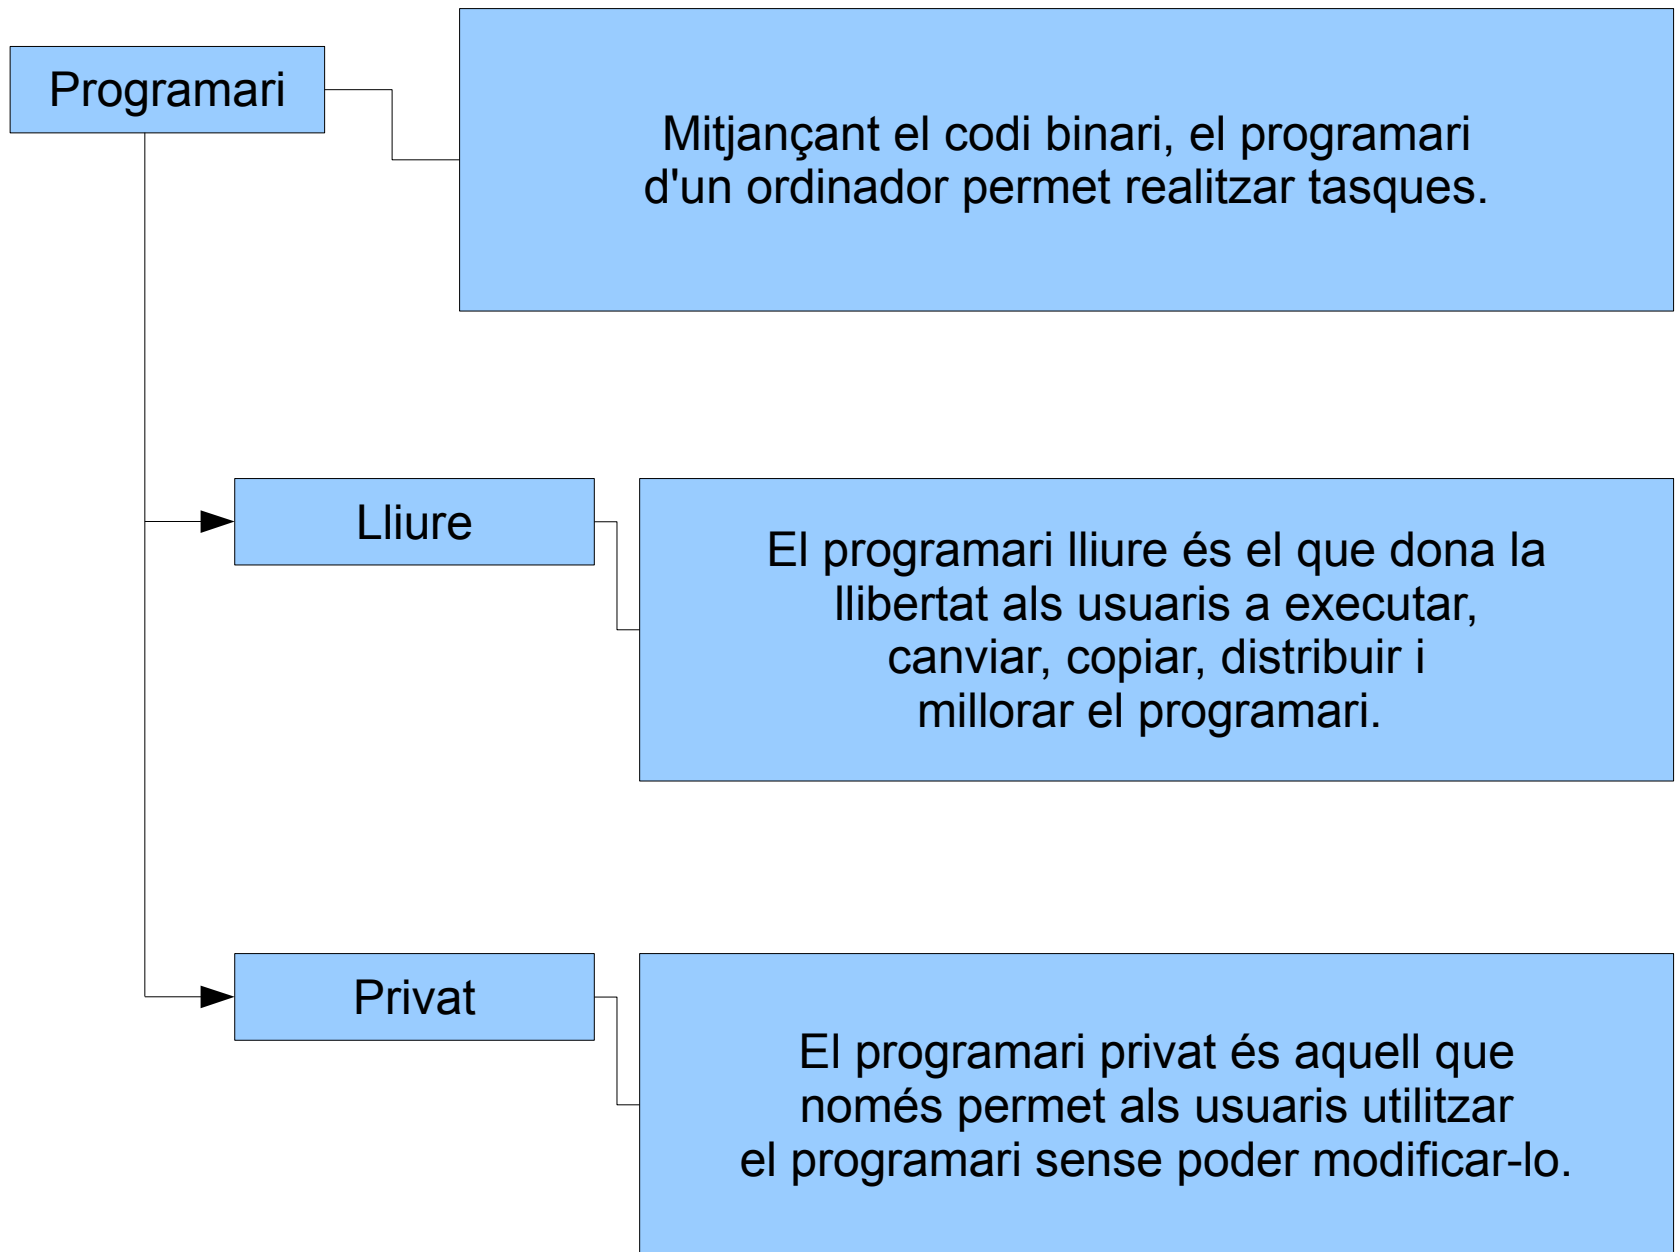 Programari
Mitjançant el codi binari, el programari
d'un ordinador permet realitzar tasques.
Lliure
El programari lliure és el que dona la
llibertat als usuaris a executar,
canviar, copiar, distribuir i
millorar el programari.
Privat
El programari privat és aquell que
només permet als usuaris utilitzar
el programari sense poder modificar-lo.